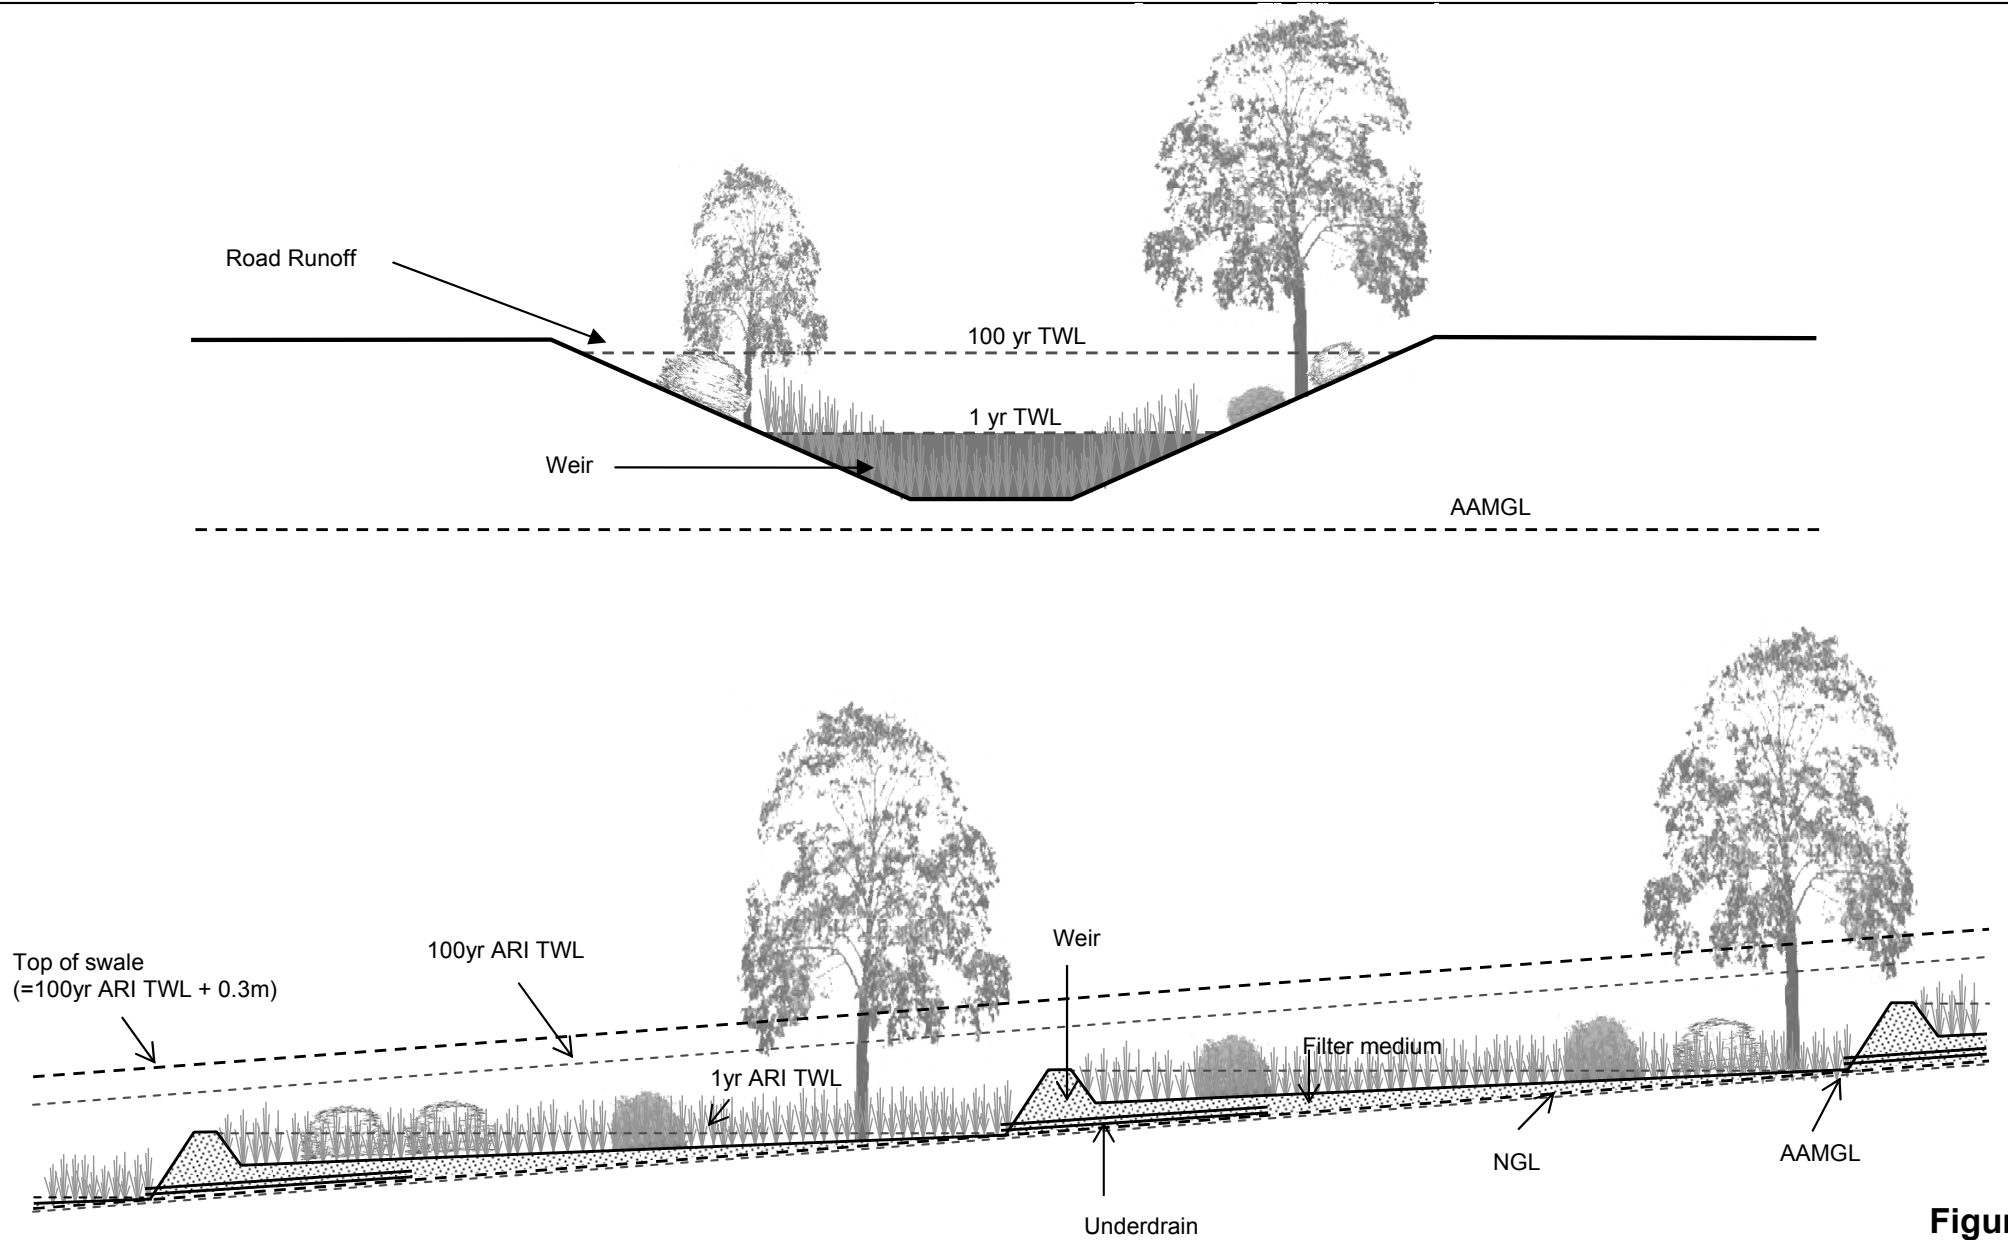 Road Runoff
100 yr TWL
1 yr TWL
Weir
AAMGL
Weir
100yr ARI TWL
Top of swale
(=100yr ARI TWL + 0.3m)
Filter medium
1yr ARI TWL
NGL
AAMGL
Underdrain